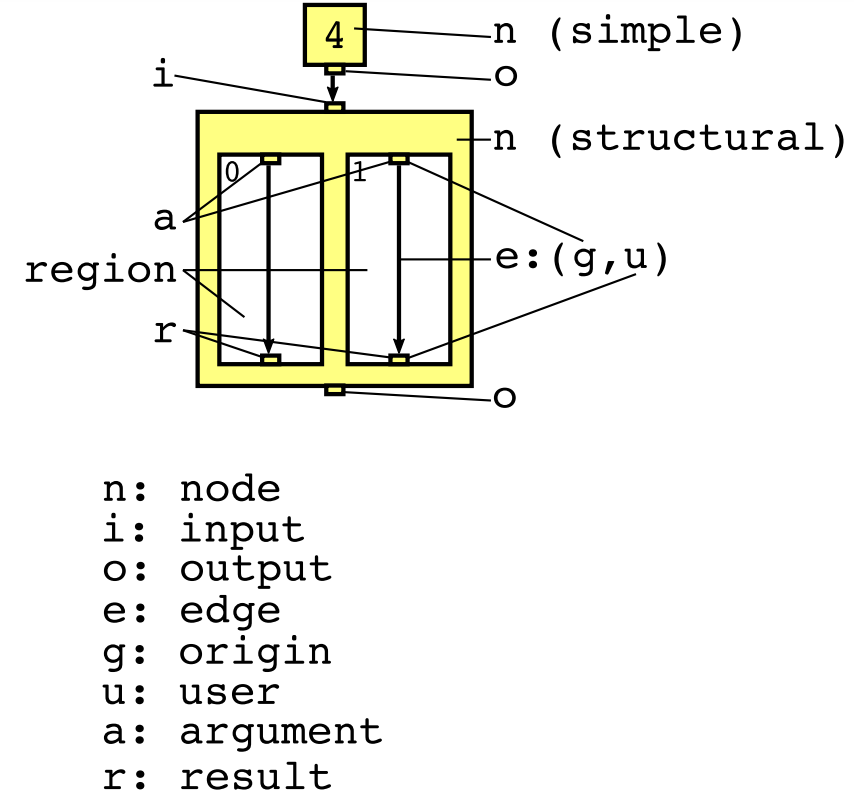 4
n (simple)
o
i
n (structural)
0
1
a
e:(g,u)
region
r
o
n: node
i: input
o: output
e: edge
g: origin
u: user
a: argument
r: result